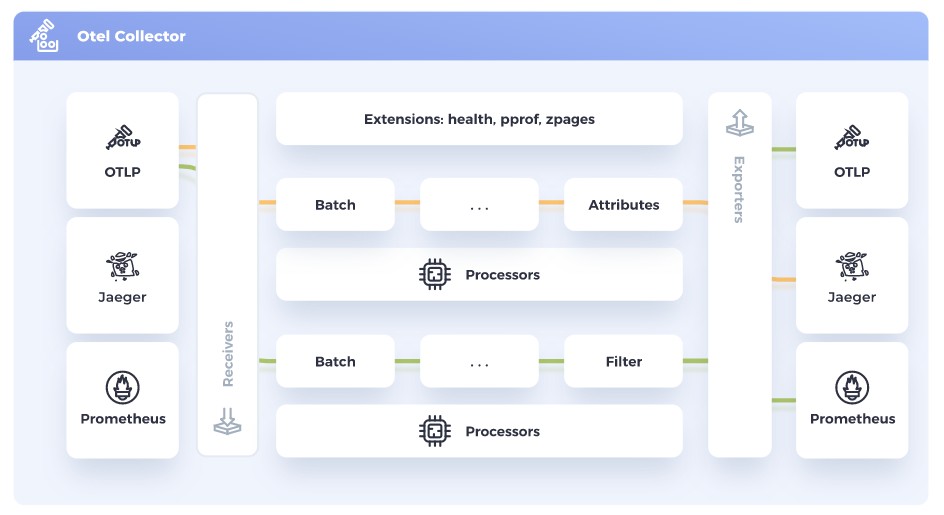 Otel Collector
OTLP
OTLP
Jaeger
Prometheus
Receivers
Extensions: health, pprof, zpages
Batch
. . .
Attributes
Processors
Batch
. . .
Filter
Processors
Exporters
OTLP
OTLP
Jaeger
Prometheus